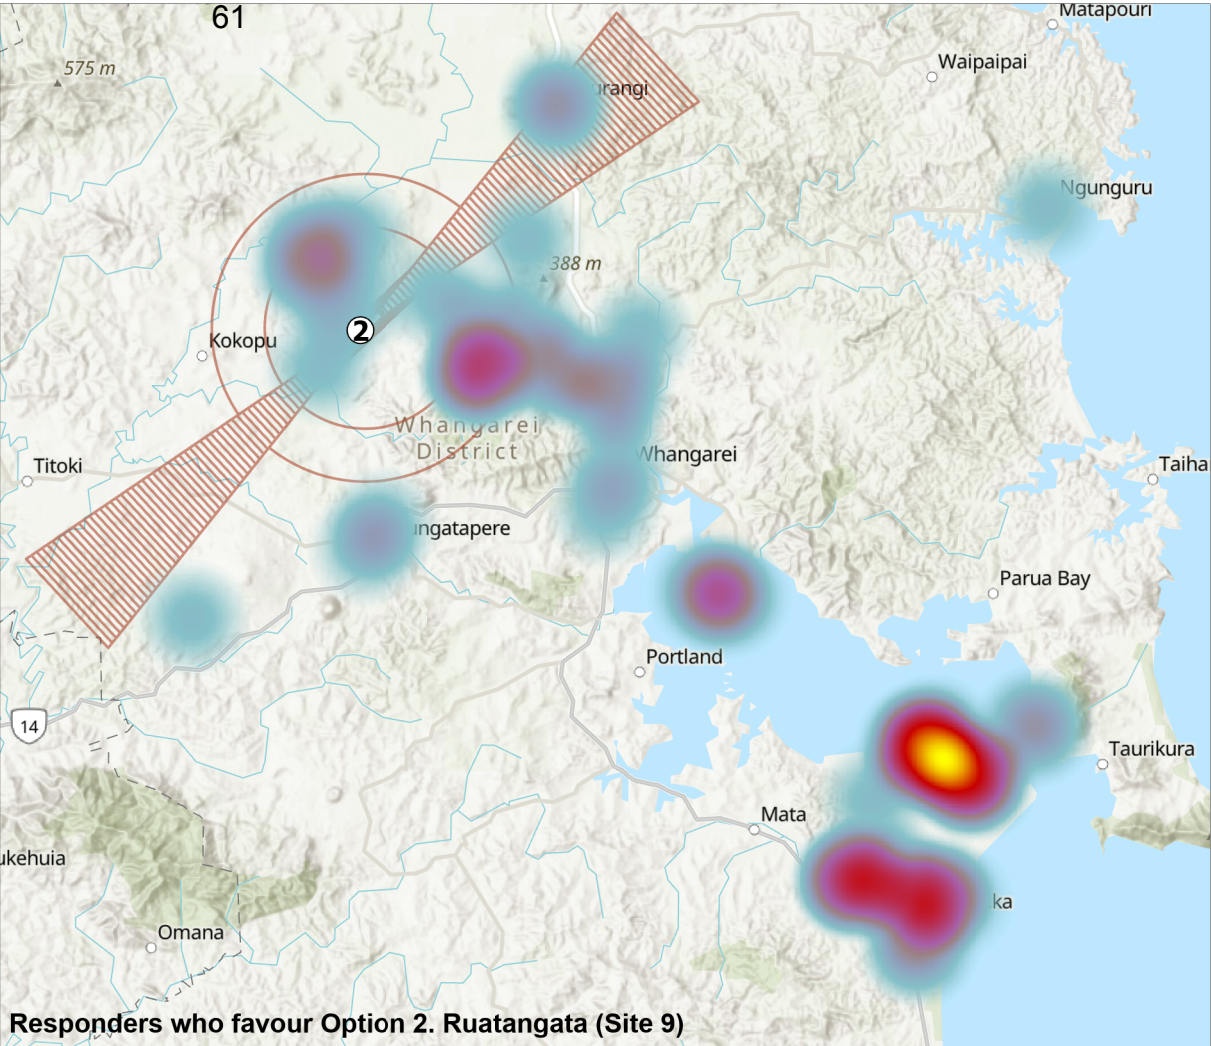 61
Matapouri
575 m
Waipaipai
urangi
Ngunguru
388 m
2
Kokopu
Whangarei
District
Whangarei
Titoki
Taiha
ungatapere
Parua Bay
Portland
14
Taurikura
Mata
ukehuia
ka
Omana
Responders who favour Option 2. Ruatangata (Site 9)